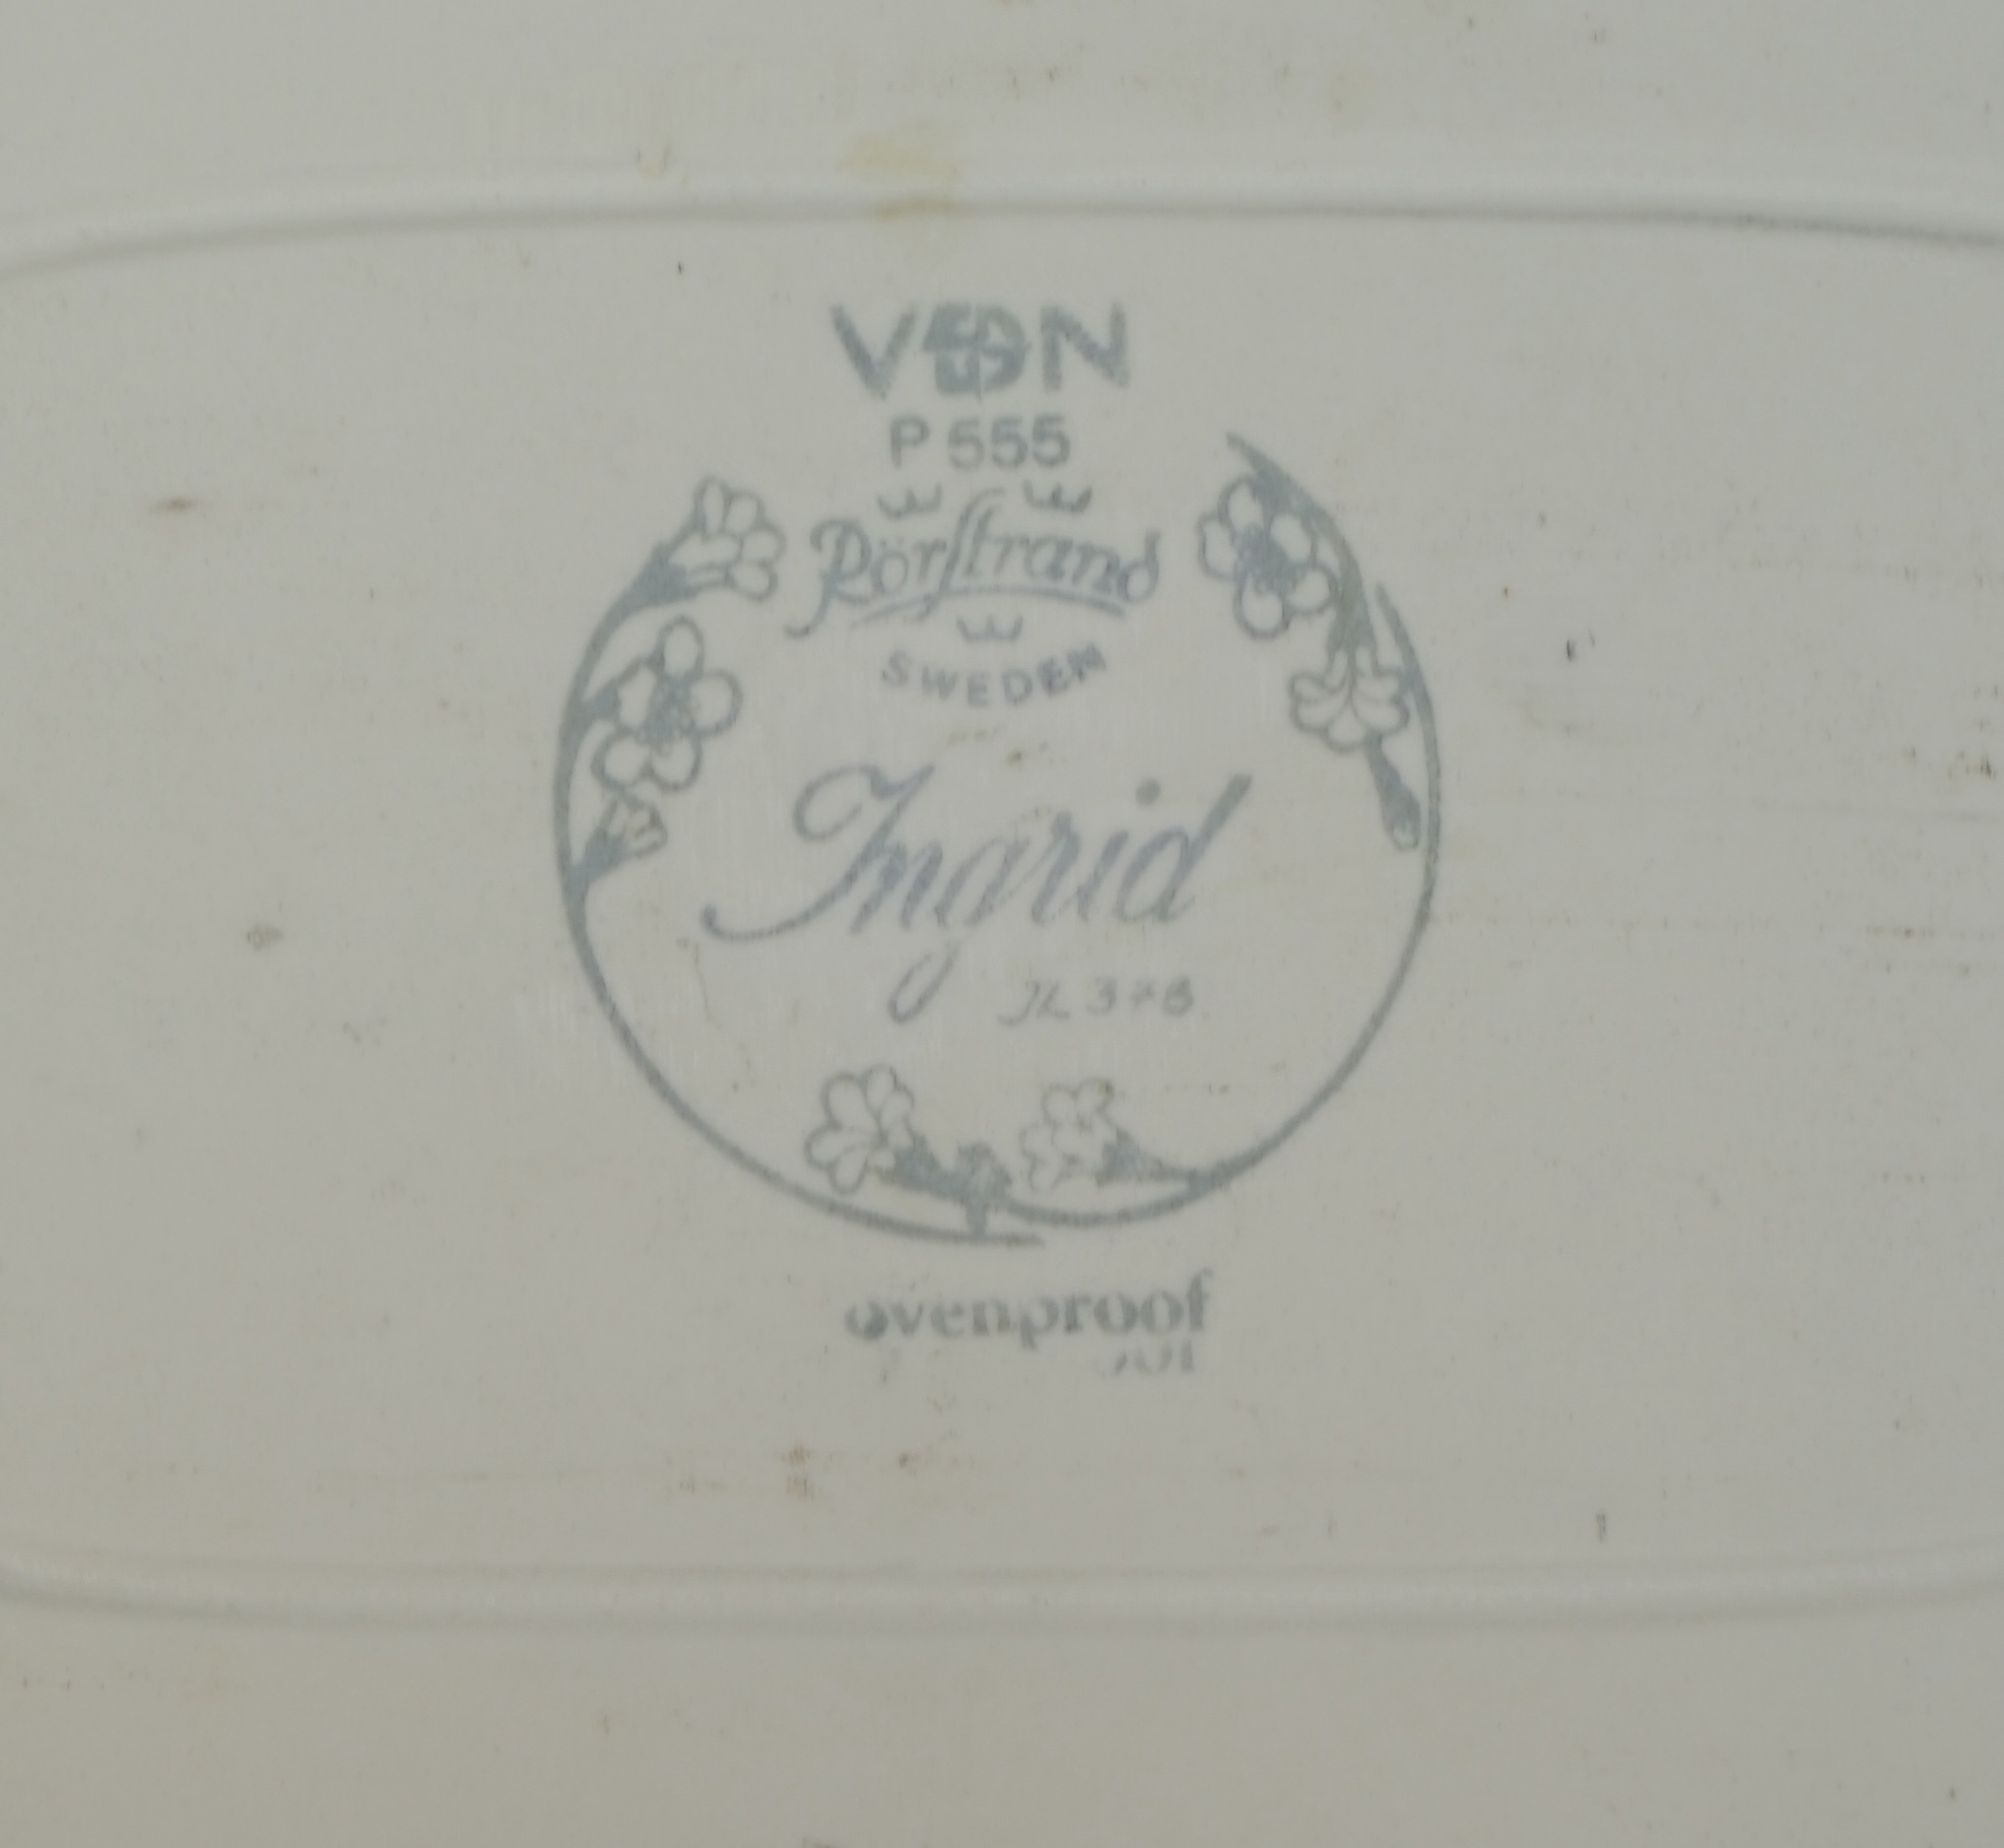 VDN
P 555
Rörstrand
SWEDEN
Ingrid
ovenproof